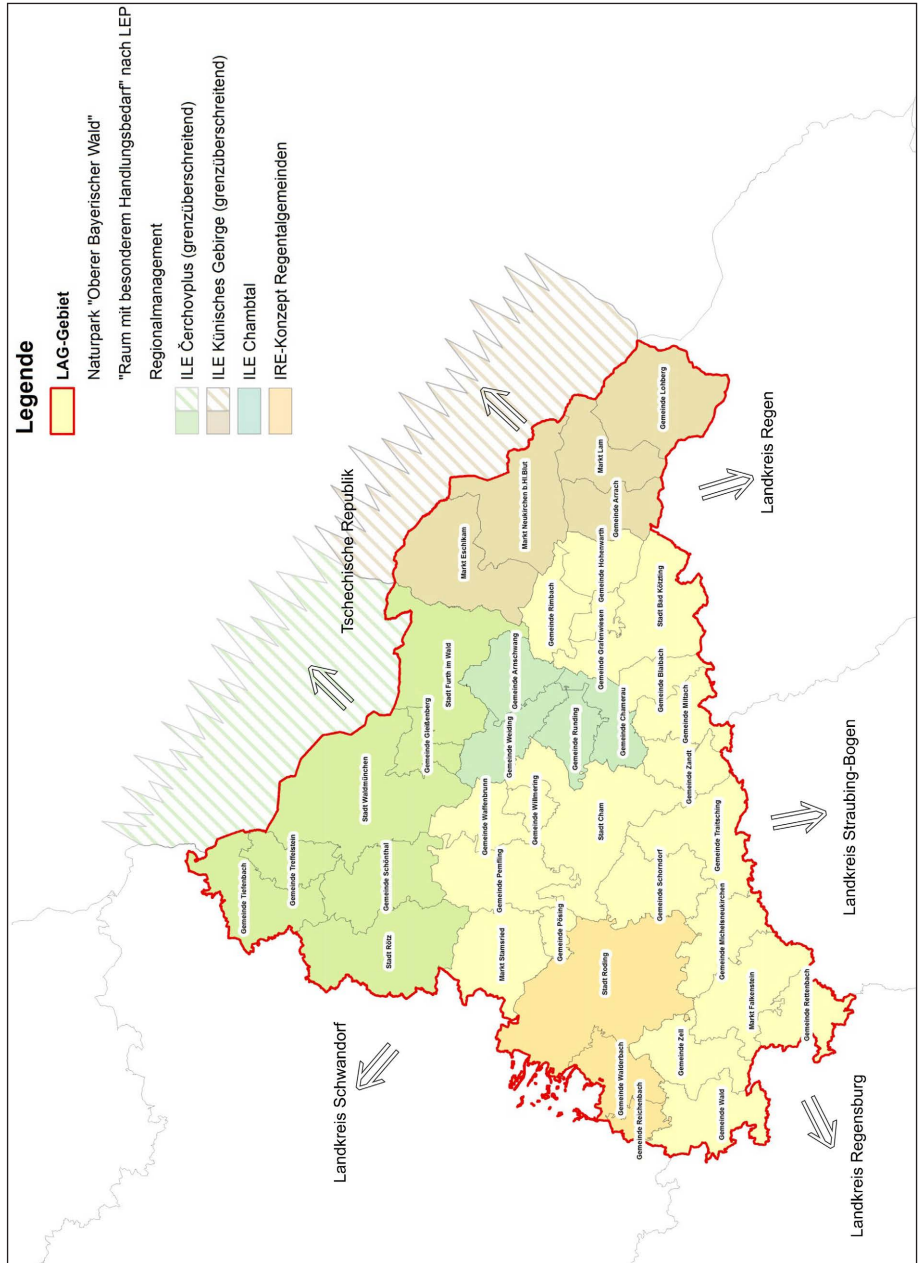 Legende
LAG-Gebiet
Naturpark "Oberer Bayerischer Wald"
"Raum mit besonderem Handlungsbedarf" nach LEP
Regionalmanagement
ILE Čerchovplus (grenzüberschreitend)
ILE Künisches Gebirge (grenzüberschreitend)
ILE Chambtal
IRE-Konzept Regentalgemeinden
Tschechische Republik
Landkreis Schwandorf
Landkreis Regen
Landkreis Straubing-Bogen
Landkreis Regensburg
Gemeinde Tiefenbach
Gemeinde Treffelstein
Stadt Waldmünchen
Gemeinde Schönthal
Stadt Rötz
Gemeinde Gleißenberg
Stadt Furth im Wald
Markt Eschlkam
Markt Neukirchen b.Hl.Blut
Markt Lam
Gemeinde Lohberg
Gemeinde Arrach
Gemeinde Hohenwarth
Gemeinde Rimbach
Gemeinde Grafenwiesen
Stadt Bad Kötzting
Gemeinde Arnschwang
Gemeinde Weiding
Gemeinde Runding
Gemeinde Chamerau
Gemeinde Blaibach
Gemeinde Miltach
Gemeinde Zandt
Gemeinde Waffenbrunn
Gemeinde Willmering
Stadt Cham
Gemeinde Pemfling
Markt Stamsried
Gemeinde Pösing
Gemeinde Schorndorf
Gemeinde Traitsching
Stadt Roding
Gemeinde Michelsneukirchen
Gemeinde Walderbach
Gemeinde Reichenbach
Gemeinde Zell
Markt Falkenstein
Gemeinde Rettenbach
Gemeinde Wald